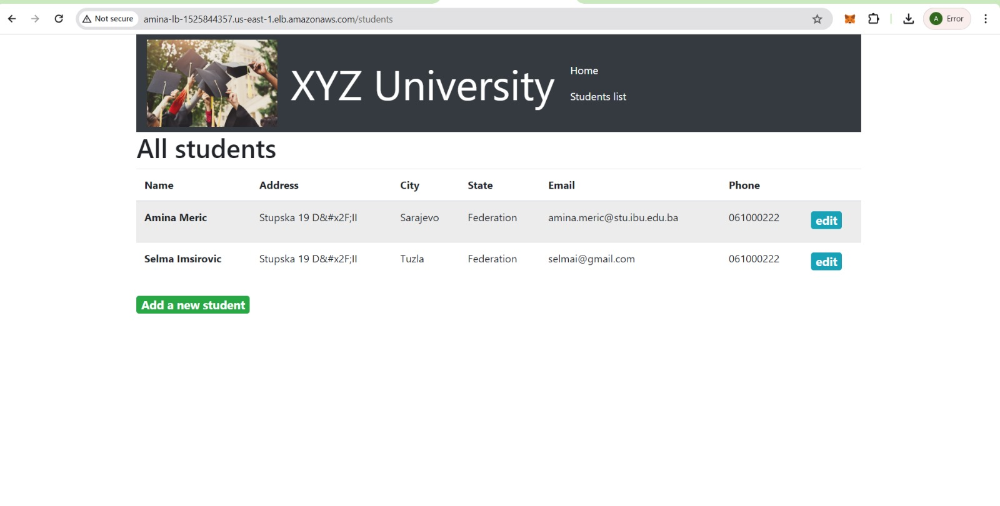 Not secure amina-lb-1525844357.us-east-1.elb.amazonaws.com/students A Error
XYZ University
Home
Students list
All students
Name Address City State Email Phone
Amina Meric Stupska 19 D&#x2F;II Sarajevo Federation amina.meric@stu.ibu.edu.ba 061000222 edit
Selma Imsirovic Stupska 19 D&#x2F;II Tuzla Federation selmai@gmail.com 061000222 edit
Add a new student